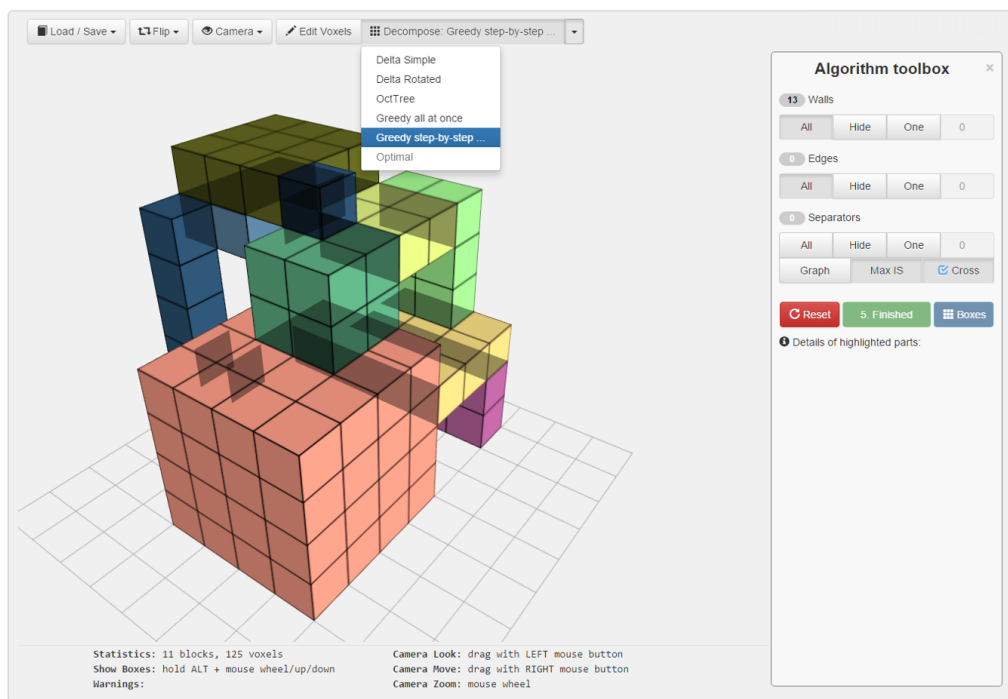 Load / Save Flip Camera Edit Voxels Decompose: Greedy step-by-step ...
Delta Simple
Delta Rotated
OctTree
Greedy all at once
Greedy step-by-step ...
Optimal
Algorithm toolbox ×
13 Walls
All Hide One 0
0 Edges
All Hide One 0
0 Separators
All Hide One 0
Graph Max IS Cross
Reset 5. Finished Boxes
Details of highlighted parts:
Statistics: 11 blocks, 125 voxels
Show Boxes: hold ALT + mouse wheel/up/down
Warnings:
Camera Look: drag with LEFT mouse button
Camera Move: drag with RIGHT mouse button
Camera Zoom: mouse wheel